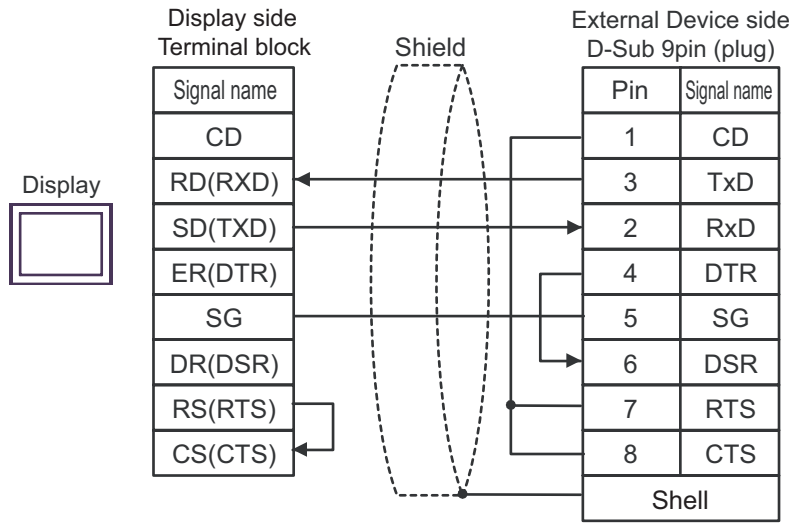 Display side
Terminal block
Shield
External Device side
D-Sub 9pin (plug)
Display
Signal name
CD
RD(RXD)
SD(TXD)
ER(DTR)
SG
DR(DSR)
RS(RTS)
CS(CTS)
Pin Signal name
1 CD
3 TxD
2 RxD
4 DTR
5 SG
6 DSR
7 RTS
8 CTS
Shell